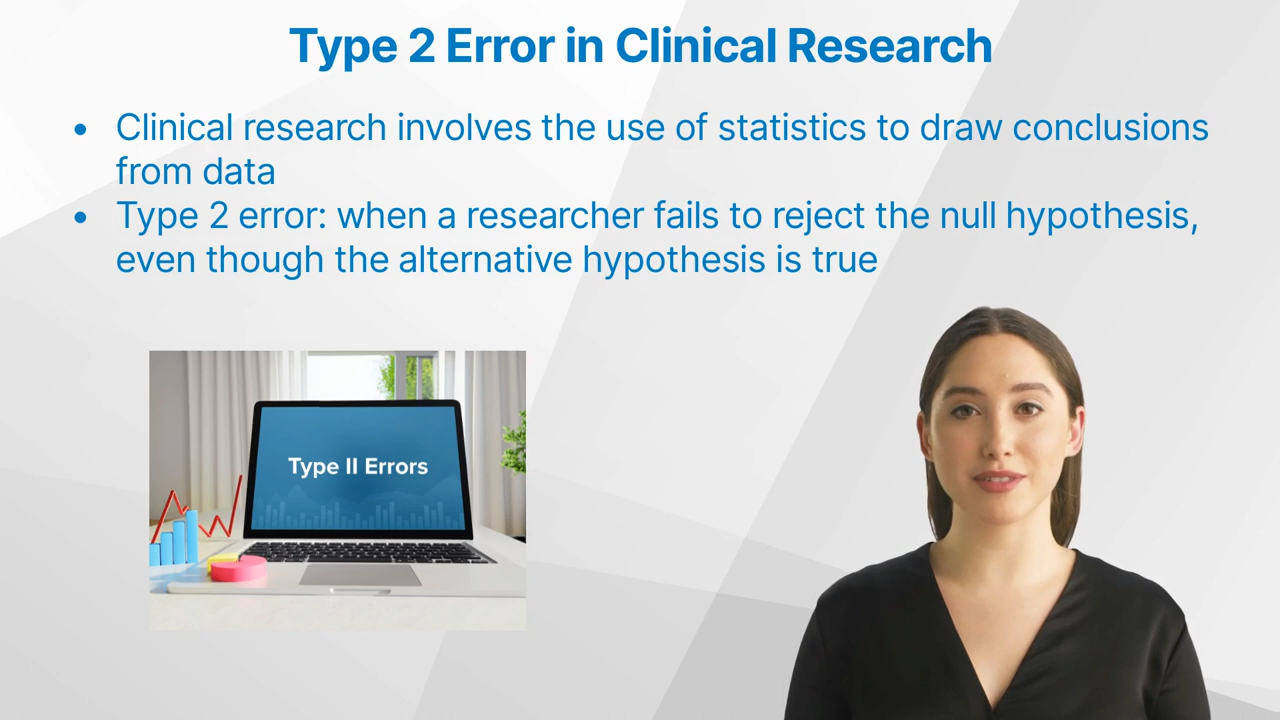 Type 2 Error in Clinical Research
• Clinical research involves the use of statistics to draw conclusions
from data
• Type 2 error: when a researcher fails to reject the null hypothesis,
even though the alternative hypothesis is true
Type II Errors